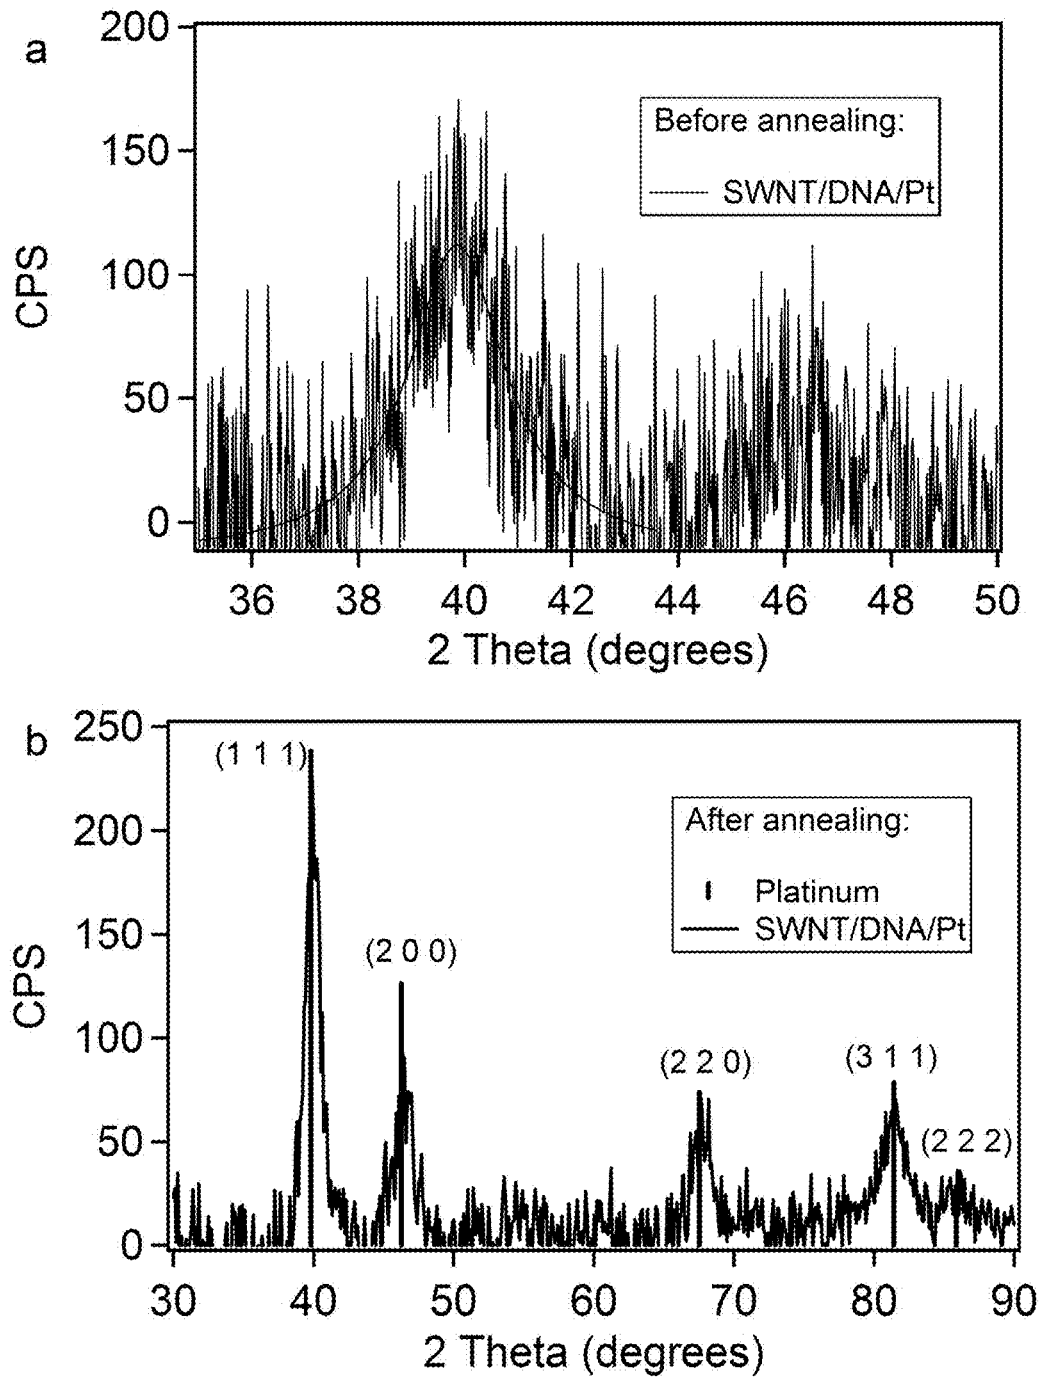 a
200
150
100
50
0
CPS
Before annealing:
SWNT/DNA/Pt
36 38 40 42 44 46 48 50
2 Theta (degrees)
b
250
200
150
100
50
0
CPS
(1 1 1)
(2 0 0)
(2 2 0)
(3 1 1)
(2 2 2)
After annealing:
Platinum
SWNT/DNA/Pt
30 40 50 60 70 80 90
2 Theta (degrees)